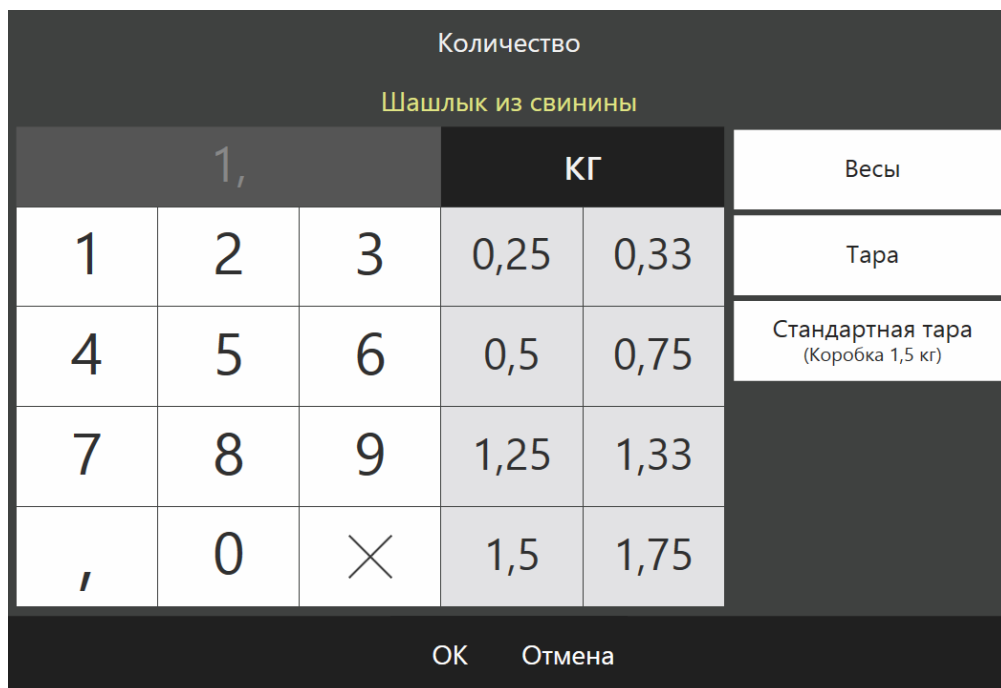 Количество
Шашлык из свинины
1,
кг
Весы
1 2 3 0,25 0,33
Тара
4 5 6 0,5 0,75
Стандартная тара
(Коробка 1,5 кг)
7 8 9 1,25 1,33
, 0 1,5 1,75
ОК Отмена